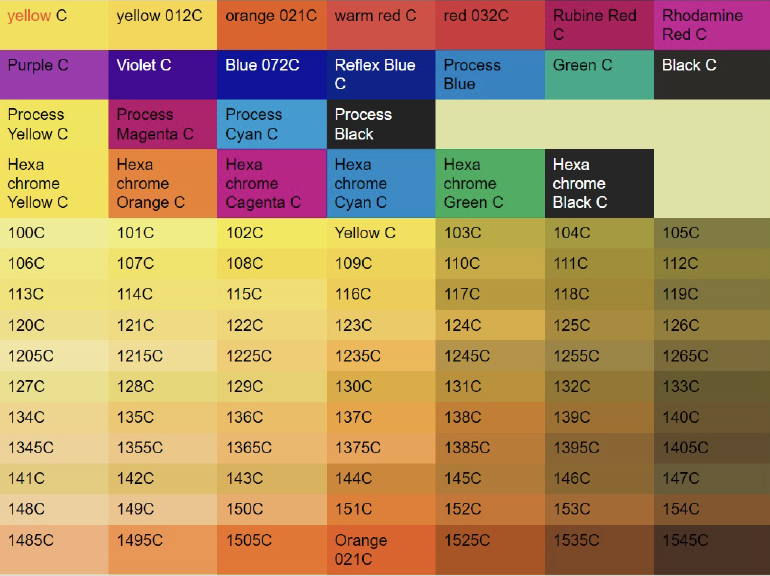 yellow C yellow 012C orange 021C warm red C red 032C Rubine Red C Rhodamine Red C
Purple C Violet C Blue 072C Reflex Blue C Process Blue Green C Black C
Process Yellow C Process Magenta C Process Cyan C Process Black
Hexa chrome Yellow C Hexa chrome Orange C Hexa chrome Cagenta C Hexa chrome Cyan C Hexa chrome Green C Hexa chrome Black C
100C 101C 102C Yellow C 103C 104C 105C
106C 107C 108C 109C 110C 111C 112C
113C 114C 115C 116C 117C 118C 119C
120C 121C 122C 123C 124C 125C 126C
1205C 1215C 1225C 1235C 1245C 1255C 1265C
127C 128C 129C 130C 131C 132C 133C
134C 135C 136C 137C 138C 139C 140C
1345C 1355C 1365C 1375C 1385C 1395C 1405C
141C 142C 143C 144C 145C 146C 147C
148C 149C 150C 151C 152C 153C 154C
1485C 1495C 1505C Orange 021C 1525C 1535C 1545C